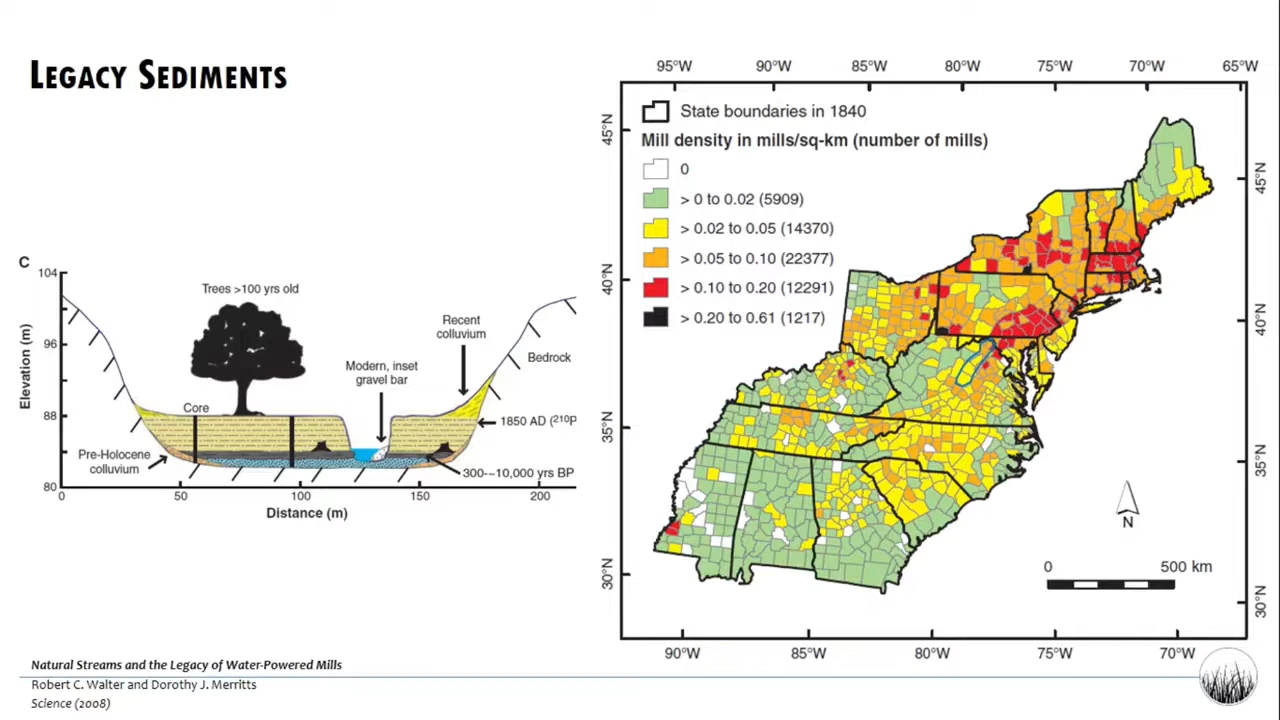 LEGACY SEDIMENTS
C
104
96
88
80
Elevation (m)
Trees >100 yrs old
Core
Modern, inset
gravel bar
Recent
colluvium
Bedrock
1850 AD (²¹⁰p
Pre-Holocene
colluvium
300-~10,000 yrs BP
0
50
100
150
200
Distance (m)
95°W
90°W
85°W
80°W
75°W
70°W
65°W
State boundaries in 1840
Mill density in mills/sq-km (number of mills)
0
> 0 to 0.02 (5909)
> 0.02 to 0.05 (14370)
> 0.05 to 0.10 (22377)
> 0.10 to 0.20 (12291)
> 0.20 to 0.61 (1217)
45°N
40°N
35°N
30°N
45°N
40°N
35°N
30°N
N
0 500 km
90°W
85°W
80°W
75°W
70°W
Natural Streams and the Legacy of Water-Powered Mills
Robert C. Walter and Dorothy J. Merritts
Science (2008)